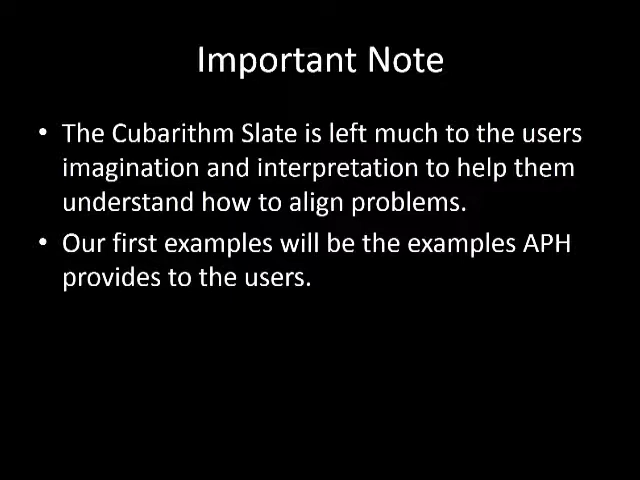 Important Note
• The Cubarithm Slate is left much to the users
imagination and interpretation to help them
understand how to align problems.
• Our first examples will be the examples APH
provides to the users.